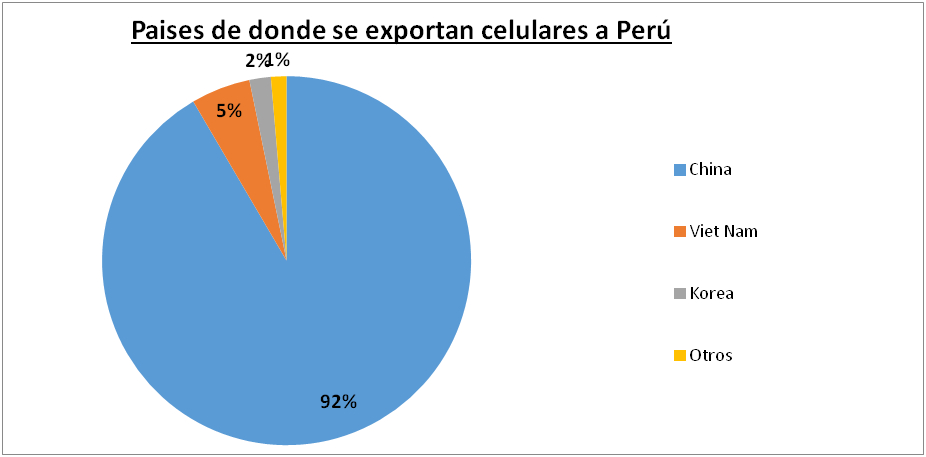 Paises de donde se exportan celulares a Perú
2% 1%
5%
China
Viet Nam
Korea
Otros
92%